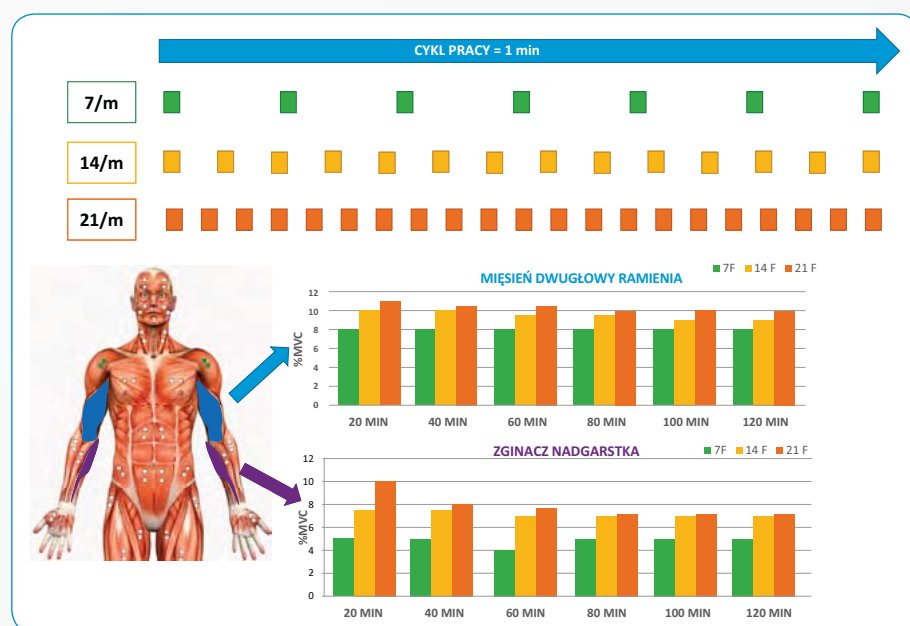 CYKL PRACY = 1 min
7/m
14/m
21/m
MIĘSIEŃ DWUGŁOWY RAMIENIA
7F 14 F 21 F
%MVC
12
10
8
6
4
2
0
20 MIN 40 MIN 60 MIN 80 MIN 100 MIN 120 MIN
ZGINACZ NADGARSTKA
7F 14 F 21 F
%MVC
12
10
8
6
4
2
0
20 MIN 40 MIN 60 MIN 80 MIN 100 MIN 120 MIN